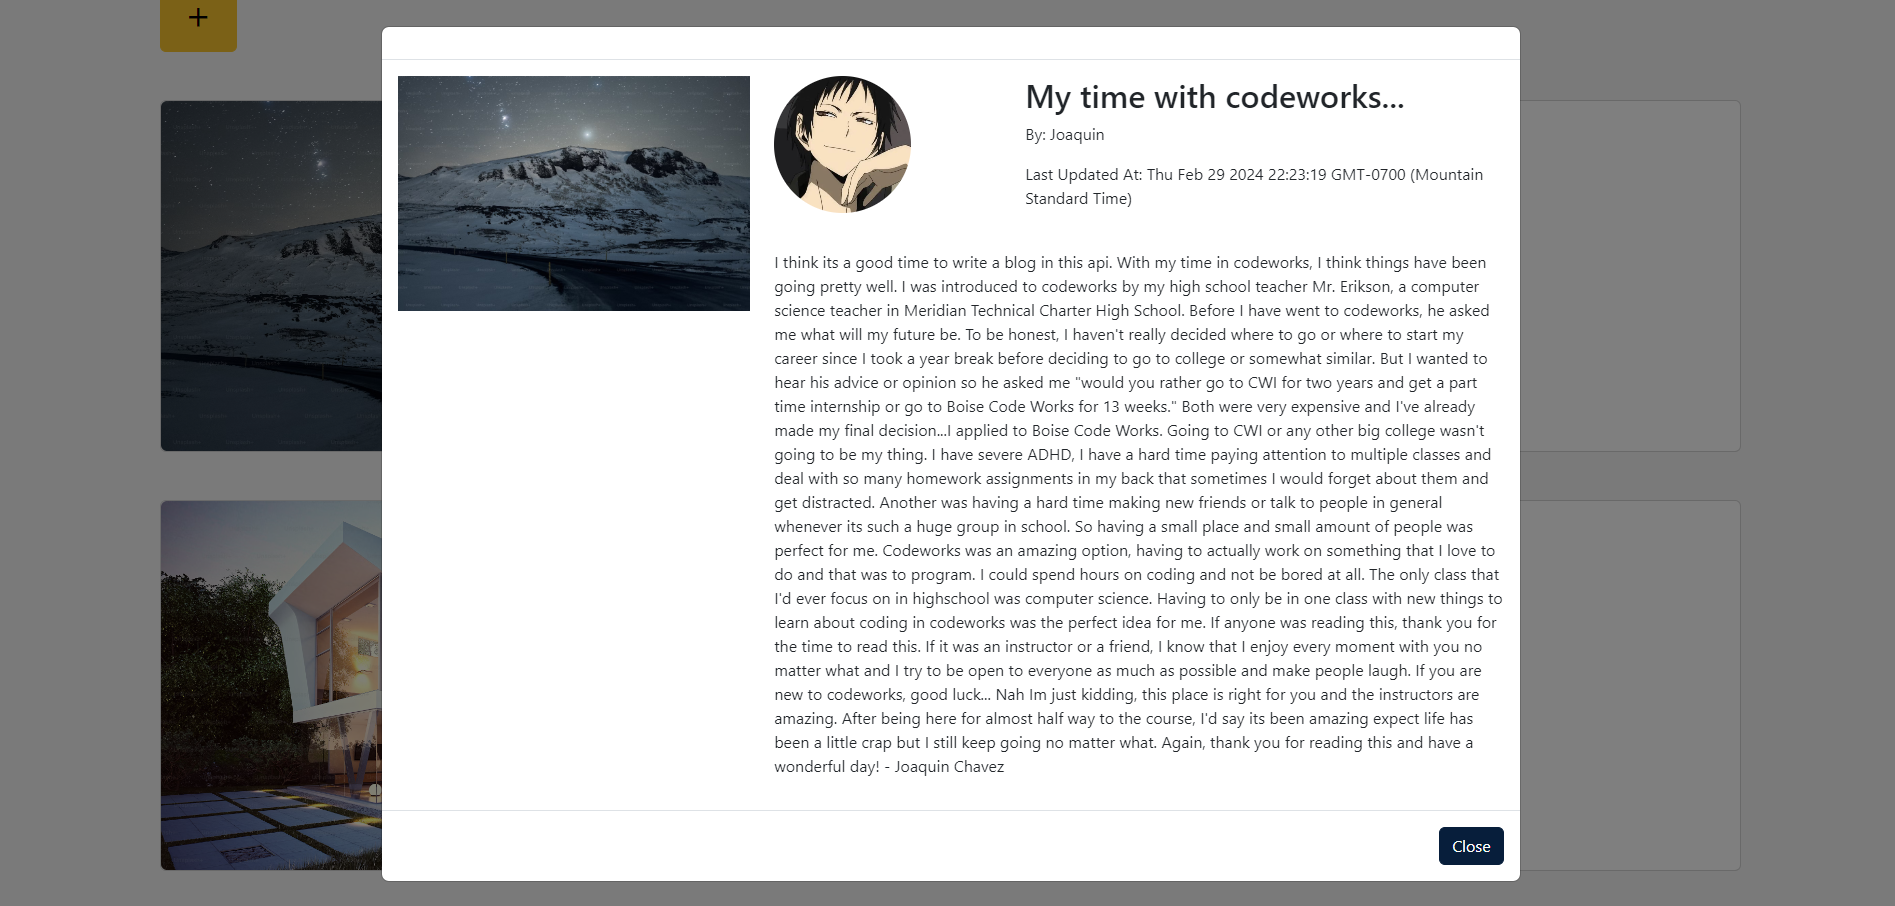 +
My time with codeworks...
By: Joaquin
Last Updated At: Thu Feb 29 2024 22:23:19 GMT-0700 (Mountain
Standard Time)
I think its a good time to write a blog in this api. With my time in codeworks, I think things have been
going pretty well. I was introduced to codeworks by my high school teacher Mr. Erikson, a computer
science teacher in Meridian Technical Charter High School. Before I have went to codeworks, he asked
me what will my future be. To be honest, I haven't really decided where to go or where to start my
career since I took a year break before deciding to go to college or somewhat similar. But I wanted to
hear his advice or opinion so he asked me "would you rather go to CWI for two years and get a part
time internship or go to Boise Code Works for 13 weeks." Both were very expensive and I've already
made my final decision...I applied to Boise Code Works. Going to CWI or any other big college wasn't
going to be my thing. I have severe ADHD, I have a hard time paying attention to multiple classes and
deal with so many homework assignments in my back that sometimes I would forget about them and
get distracted. Another was having a hard time making new friends or talk to people in general
whenever its such a huge group in school. So having a small place and small amount of people was
perfect for me. Codeworks was an amazing option, having to actually work on something that I love to
do and that was to program. I could spend hours on coding and not be bored at all. The only class that
I'd ever focus on in highschool was computer science. Having to only be in one class with new things to
learn about coding in codeworks was the perfect idea for me. If anyone was reading this, thank you for
the time to read this. If it was an instructor or a friend, I know that I enjoy every moment with you no
matter what and I try to be open to everyone as much as possible and make people laugh. If you are
new to codeworks, good luck... Nah Im just kidding, this place is right for you and the instructors are
amazing. After being here for almost half way to the course, I'd say its been amazing expect life has
been a little crap but I still keep going no matter what. Again, thank you for reading this and have a
wonderful day! - Joaquin Chavez
Close